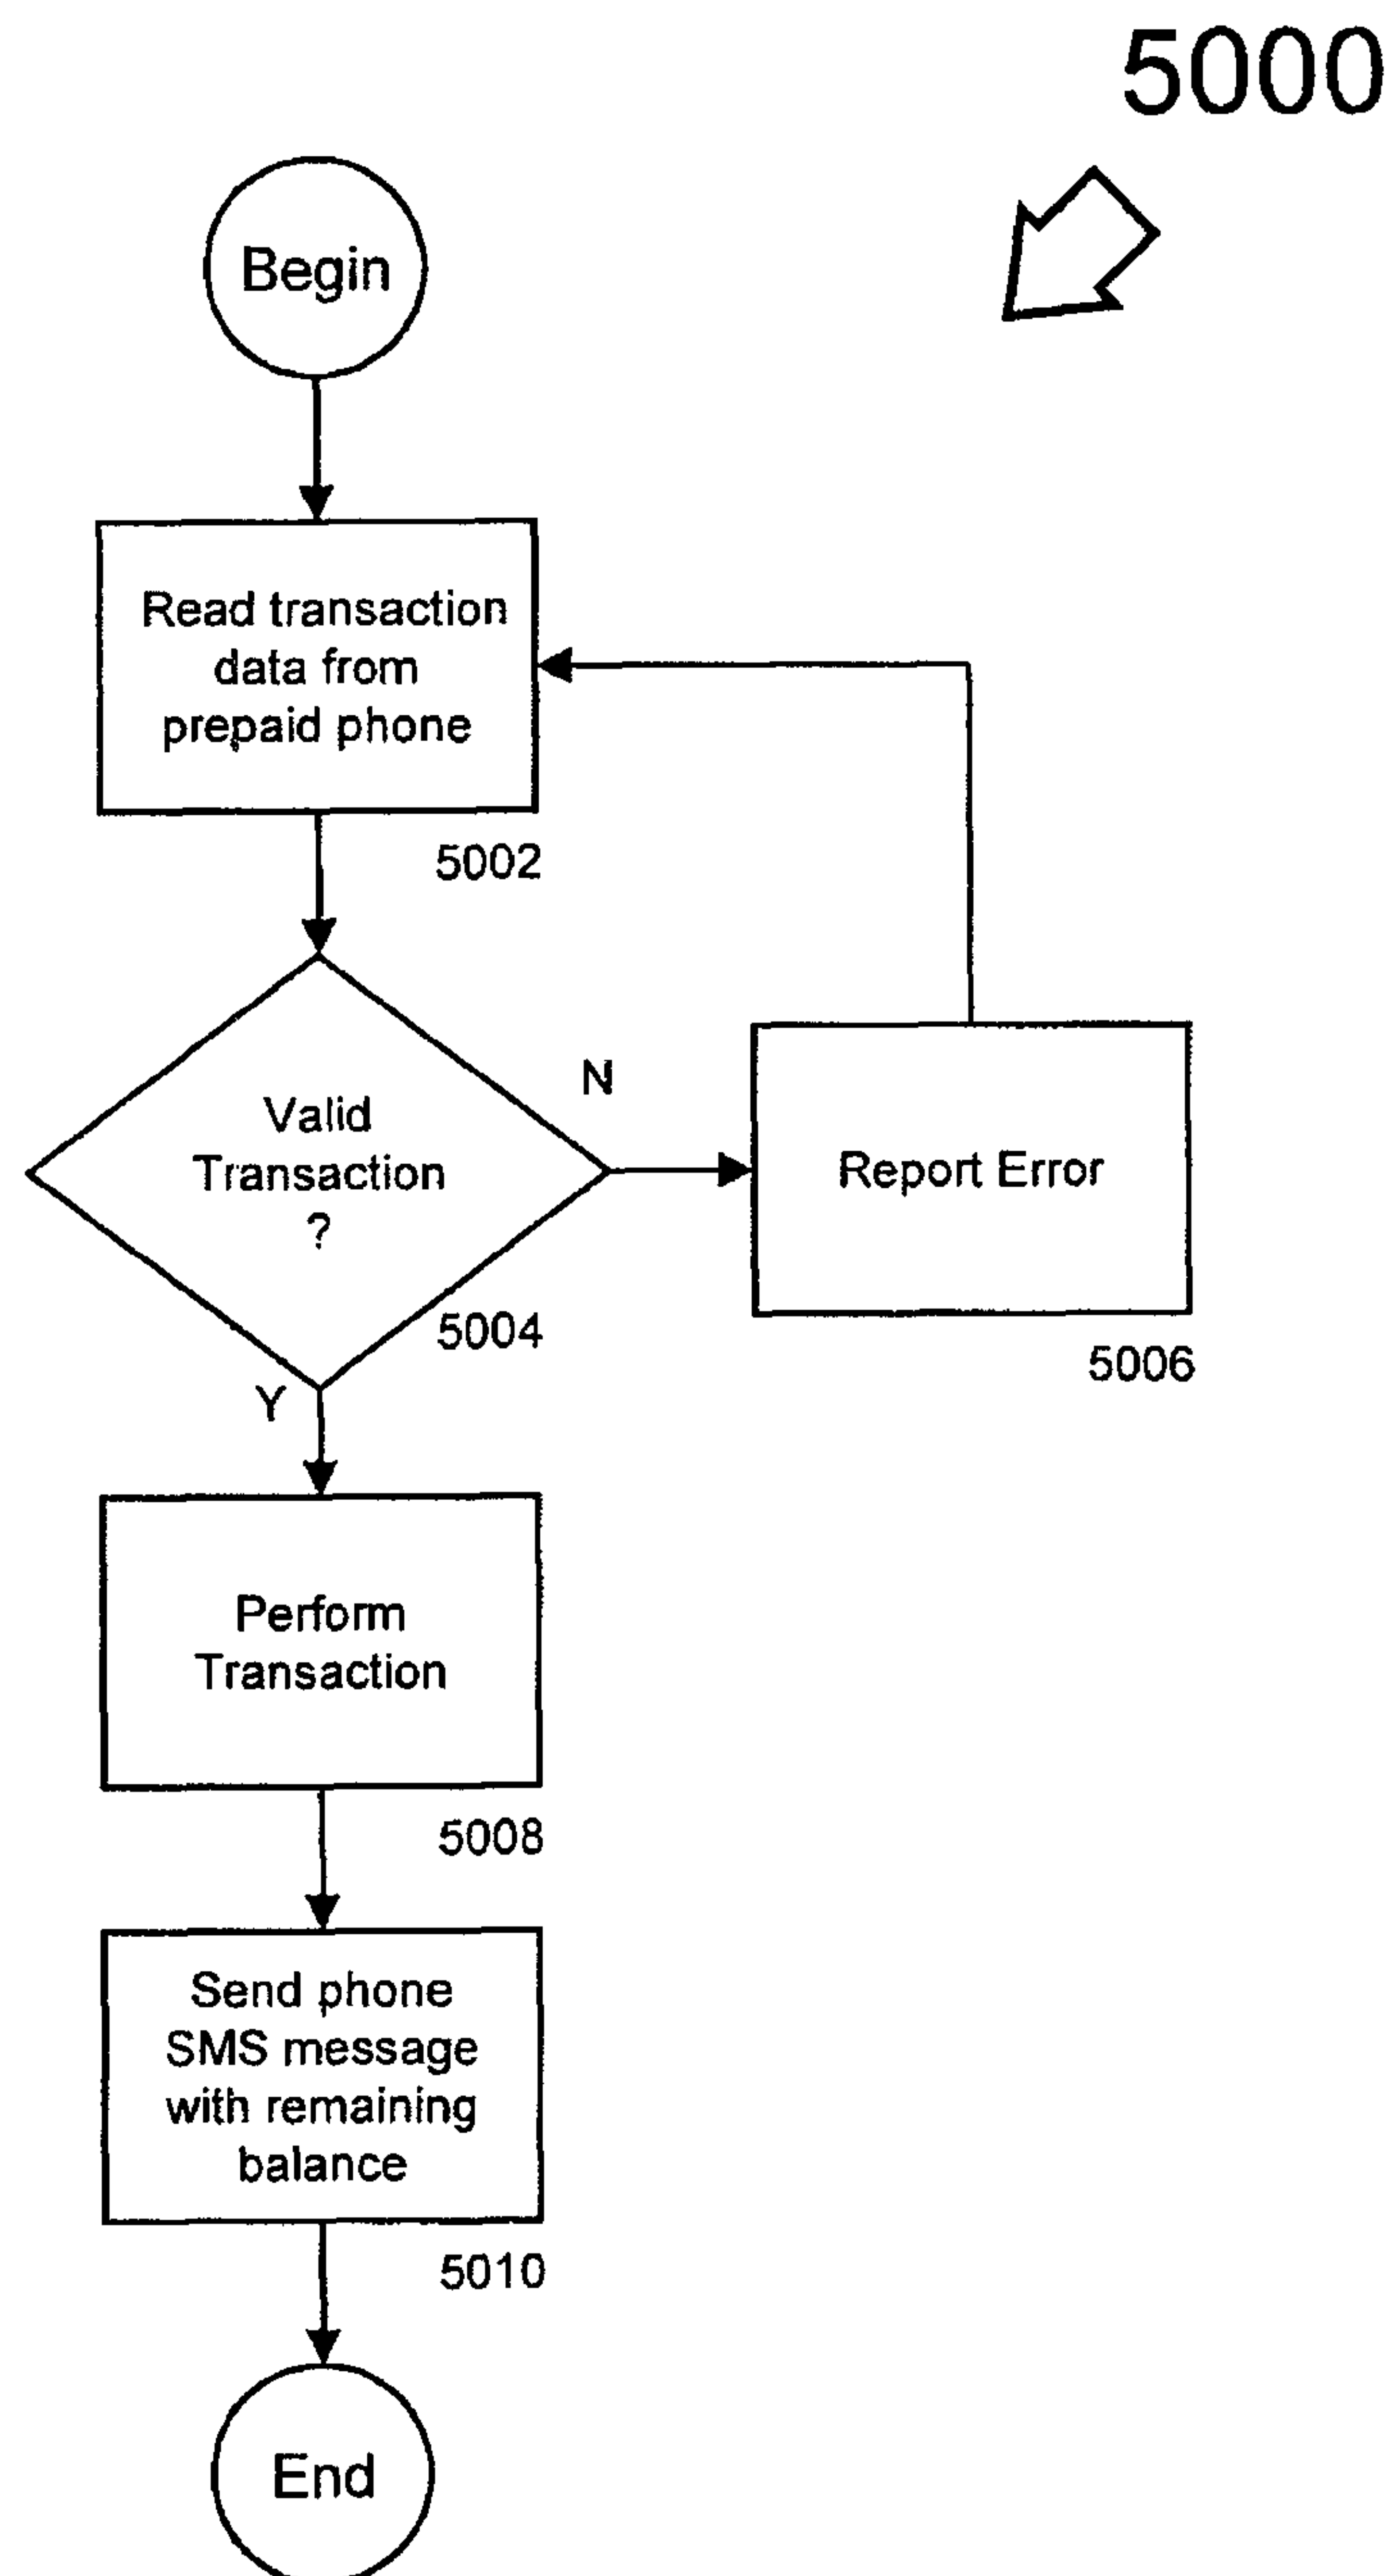 5000
Begin
Read transaction
data from
prepaid phone
5002
Valid
Transaction
?
N
5004
Y
Report Error
5006
Perform
Transaction
5008
Send phone
SMS message
with remaining
balance
5010
End